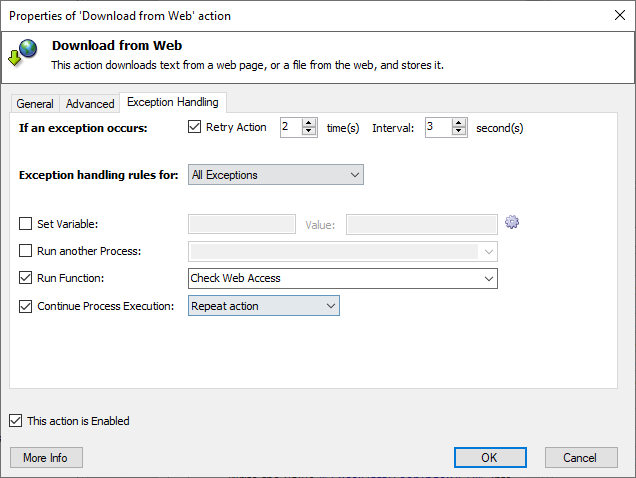 Properties of 'Download from Web' action
Download from Web
This action downloads text from a web page, or a file from the web, and stores it.
General Advanced Exception Handling
If an exception occurs: Retry Action 2 time(s) Interval: 3 second(s)
Exception handling rules for: All Exceptions
Set Variable: Value:
Run another Process:
Run Function: Check Web Access
Continue Process Execution: Repeat action
This action is Enabled
More Info OK Cancel